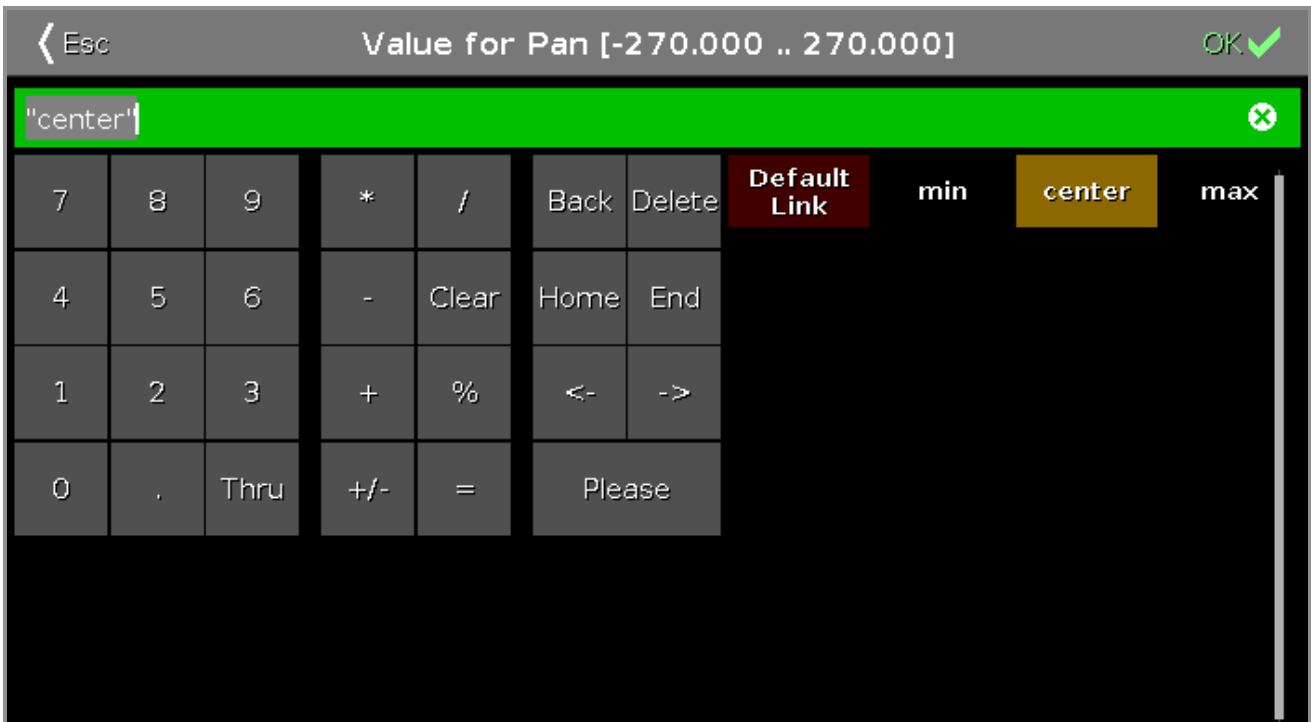 Esc Value for Pan [-270.000 .. 270.000] OK
"center"
7 8 9 * / Back Delete Default Link min center max
4 5 6 - Clear Home End
1 2 3 + % <- ->
0 . Thru +/- = Please